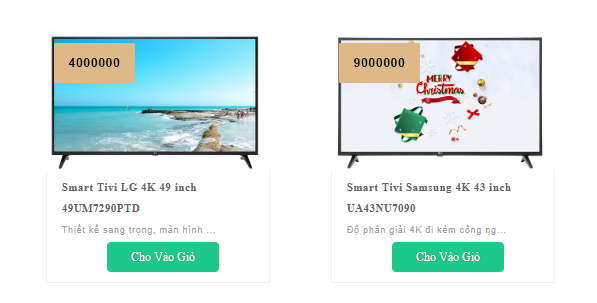 4000000
Smart Tivi LG 4K 49 inch
49UM7290PTD
Thiết kế sang trọng, màn hình ...
Cho Vào Giỏ
9000000
MERRY
Christmas
Smart Tivi Samsung 4K 43 inch
UA43NU7090
Độ phân giải 4K đi kèm công ng...
Cho Vào Giỏ